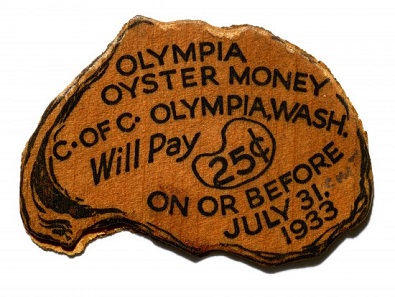 OLYMPIA
OYSTER MONEY
C. OF C. OLYMPIA, WASH.
Will Pay 25¢
ON OR BEFORE
JULY 31,
1933